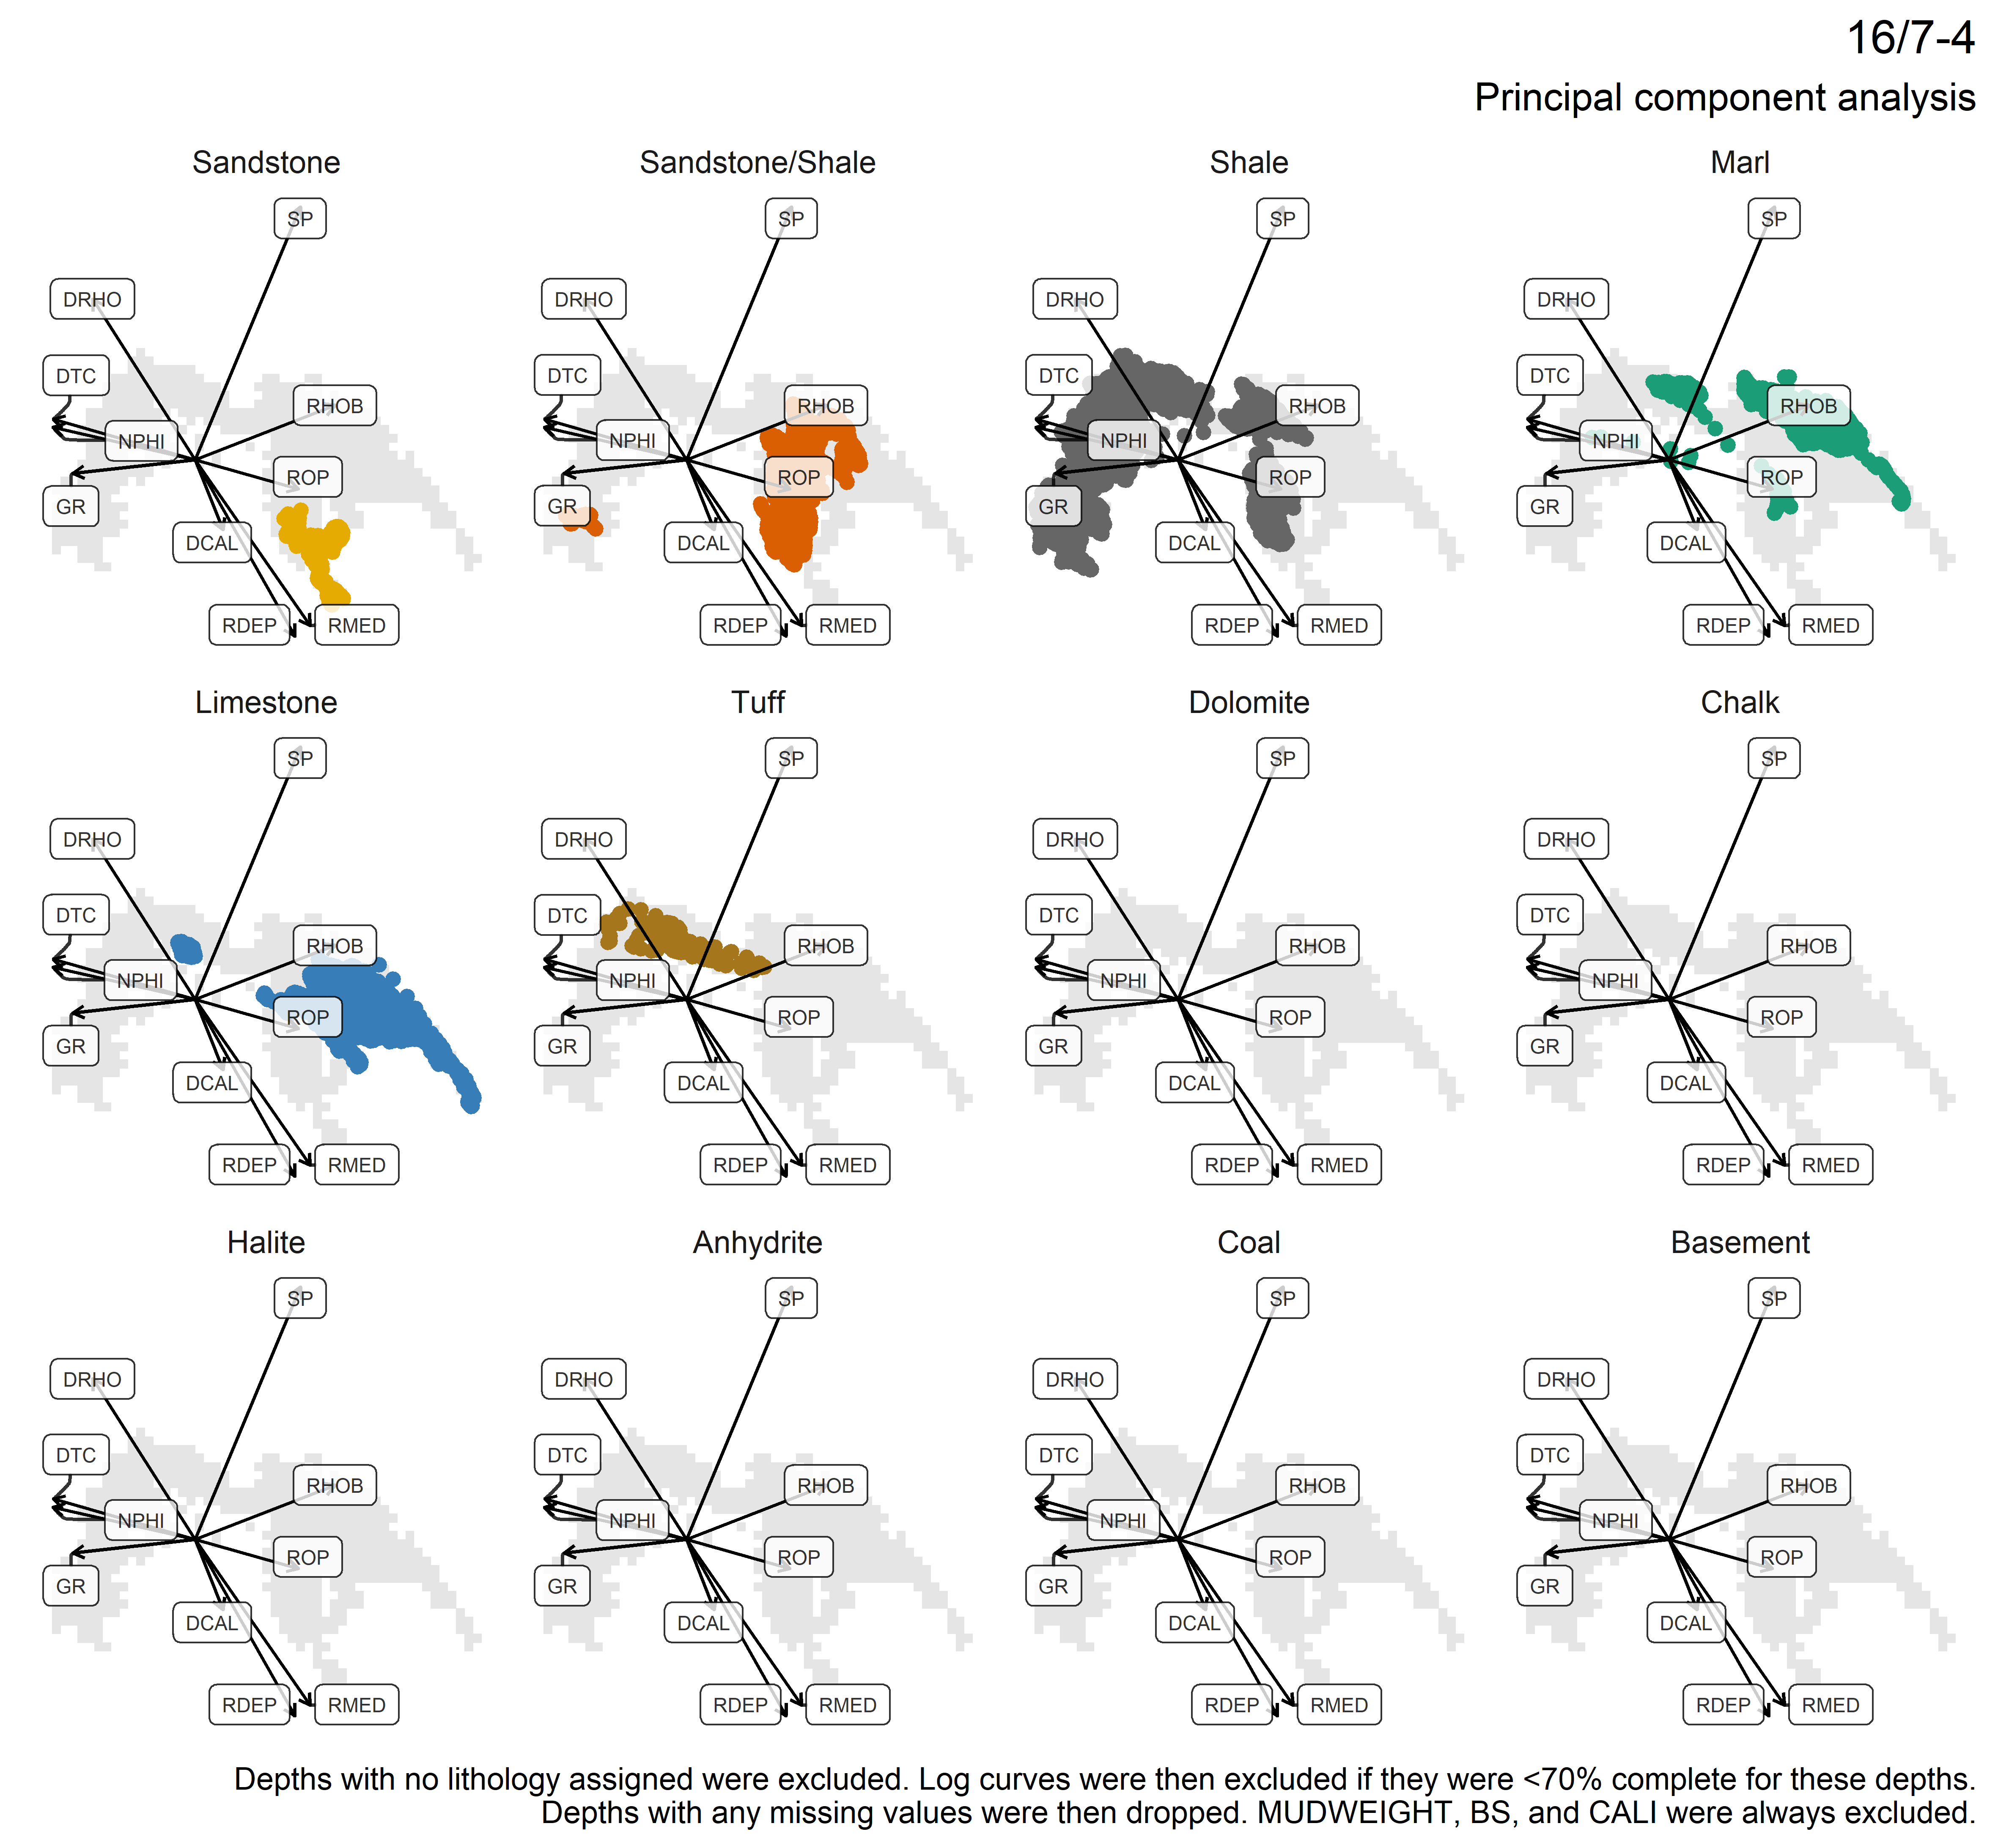 16/7-4
Principal component analysis
Sandstone
Sandstone/Shale
Shale
Marl
SP
SP
SP
SP
DRHO
DRHO
DRHO
DRHO
DTC
DTC
DTC
DTC
RHOB
RHOB
RHOB
RHOB
NPHI
NPHI
NPHI
NPHI
ROP
ROP
ROP
ROP
GR
GR
GR
GR
DCAL
DCAL
DCAL
DCAL
RDEP
RMED
RDEP
RMED
RDEP
RMED
RDEP
RMED
Limestone
Tuff
Dolomite
Chalk
SP
SP
SP
SP
DRHO
DRHO
DRHO
DRHO
DTC
DTC
DTC
DTC
RHOB
RHOB
RHOB
RHOB
NPHI
NPHI
NPHI
NPHI
ROP
ROP
ROP
ROP
GR
GR
GR
GR
DCAL
DCAL
DCAL
DCAL
RDEP
RMED
RDEP
RMED
RDEP
RMED
RDEP
RMED
Halite
Anhydrite
Coal
Basement
SP
SP
SP
SP
DRHO
DRHO
DRHO
DRHO
DTC
DTC
DTC
DTC
RHOB
RHOB
RHOB
RHOB
NPHI
NPHI
NPHI
NPHI
ROP
ROP
ROP
ROP
GR
GR
GR
GR
DCAL
DCAL
DCAL
DCAL
RDEP
RMED
RDEP
RMED
RDEP
RMED
RDEP
RMED
Depths with no lithology assigned were excluded. Log curves were then excluded if they were <70% complete for these depths.
Depths with any missing values were then dropped. MUDWEIGHT, BS, and CALI were always excluded.